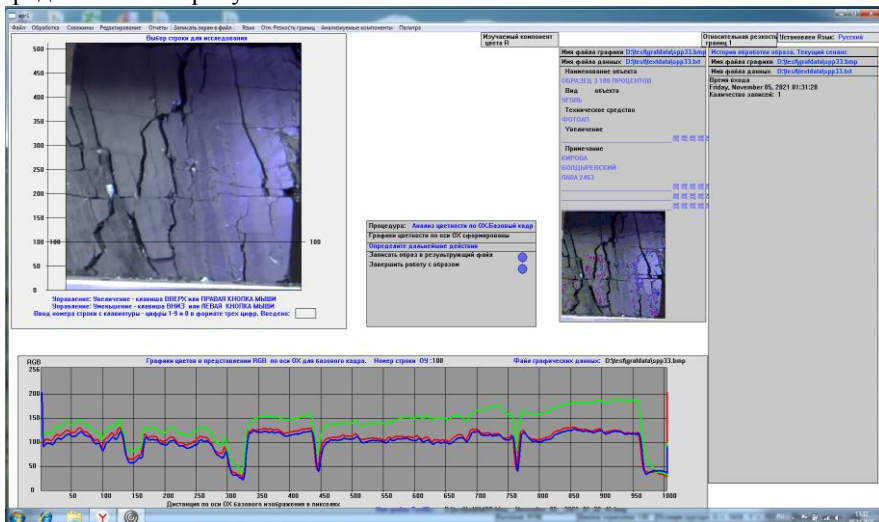 aer1
Файл Обработка Скважины Редактирование Отчеты Записать экран в файл Язык Отн. Резкость границ Анализируемые компоненты Палитра
Выбор строки для исследования
500
450
400
350
300
250
200
150
100 100 100
50
0
Управление: Увеличение - клавиша ВВЕРХ или ПРАВАЯ КНОПКА МЫШИ
Управление: Уменьшение - клавиша ВНИЗ или ЛЕВАЯ КНОПКА МЫШИ
Ввод номера строки с клавиатуры - цифры 1-9 и 0 в формате трех цифр. Введено:
Изучаемый компонент
цвета R
Имя файла графики D:\test\grafdata\spp33.bmp
Имя файла данных D:\test\textdata\spp33.txt
Наименование объекта
ОБРАЗЕЦ 3 100 ПРОЦЕНТОВ
Вид объекта
УГОЛЬ
Техническое средство
ФОТОАП
Увеличение
Примечание
КИРОВА
БОЛДЫРЕВСКИЙ
ЛАВА 2463
Процедура: Анализ цветности по ОХ.Базовый кадр
Графики цветности по оси ОХ сформированы
Определите дальнейшие действия
Записать образ в результрующий файл
Завершить работу с образом
Относительная резкость
границ 1
Установлен Язык: Русский
История обработки образа. Текущий сеанс
Имя файла графики D:\test\grafdata\spp33.bmp
Имя файла данных D:\test\textdata\spp33.txt
Время входа
Friday, November 05, 2021 01:31:28
Количество записей: 1
RGB Графики цветов в представлении RGB по оси ОХ для базового кадра. Номер строки ОУ:100 Файл графических данных: D:\test\grafdata\spp33.bmp
256
200
150
100
50
0
50 100 150 200 250 300 350 400 450 500 550 600 650 700 750 800 850 900 950 1000
Дистанция по оси ОХ базового изображения в пикселях